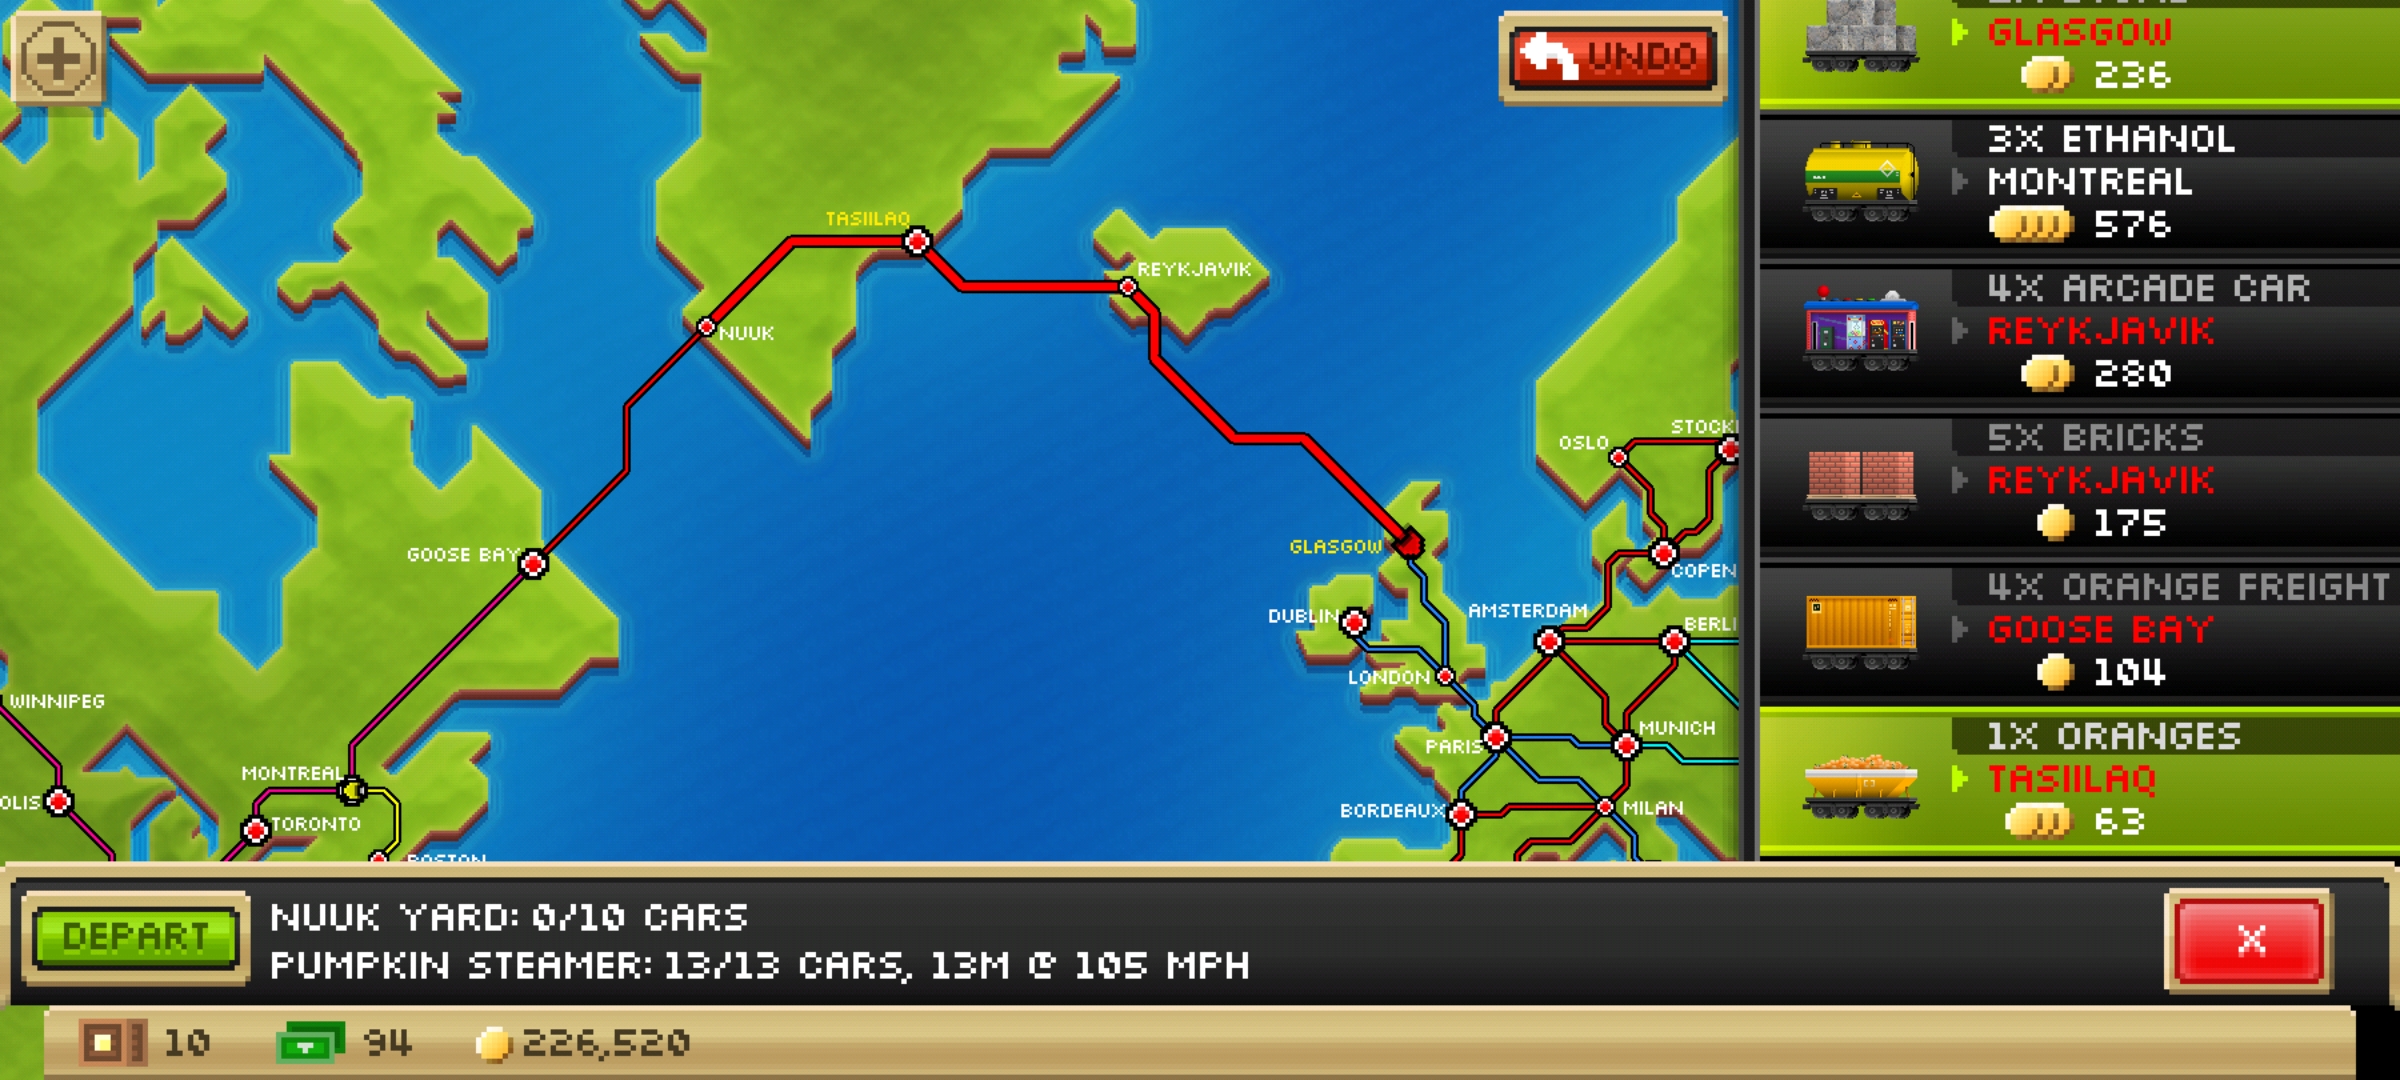 UNDO
GLASGOW
236
3X ETHANOL
MONTREAL
576
4X ARCADE CAR
REYKJAVIK
280
5X BRICKS
REYKJAVIK
175
4X ORANGE FREIGHT
GOOSE BAY
104
1X ORANGES
TASIILAQ
63
TASIILAQ
REYKJAVIK
NUUK
GOOSE BAY
OSLO
STOCK
GLASGOW
COPEN
DUBLIN
AMSTERDAM
BERLI
LONDON
WINNIPEG
PARIS
MUNICH
MONTREAL
OLIS
TORONTO
BORDEAUX
MILAN
BOSTON
DEPART
NUUK YARD: 0/10 CARS
PUMPKIN STEAMER: 13/13 CARS, 13M @ 105 MPH
X
10
94
226,520